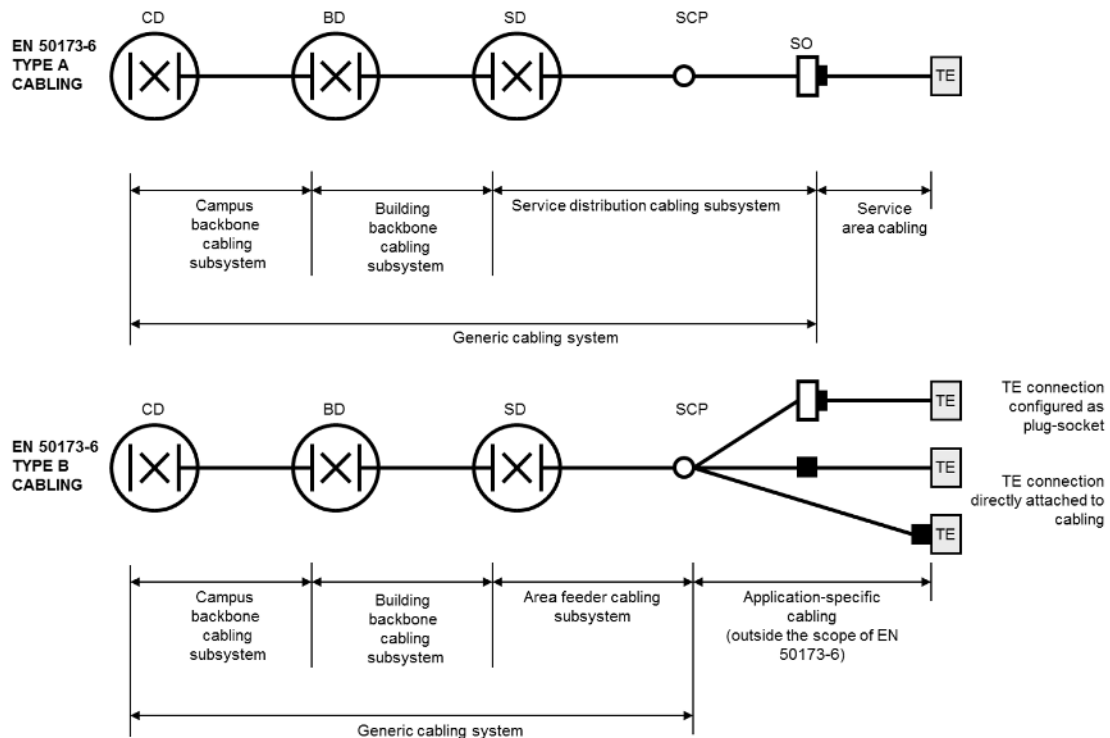 CD BD SD SCP
SO
EN 50173-6
TYPE A
CABLING
TE
Campus
backbone
cabling
subsystem
Building
backbone
cabling
subsystem
Service distribution cabling subsystem
Service
area cabling
Generic cabling system
CD BD SD SCP
EN 50173-6
TYPE B
CABLING
TE
TE connection
configured as
plug-socket
TE
TE connection
directly attached to
cabling
TE
Campus
backbone
cabling
subsystem
Building
backbone
cabling
subsystem
Area feeder cabling
subsystem
Application-specific
cabling
(outside the scope of EN
50173-6)
Generic cabling system